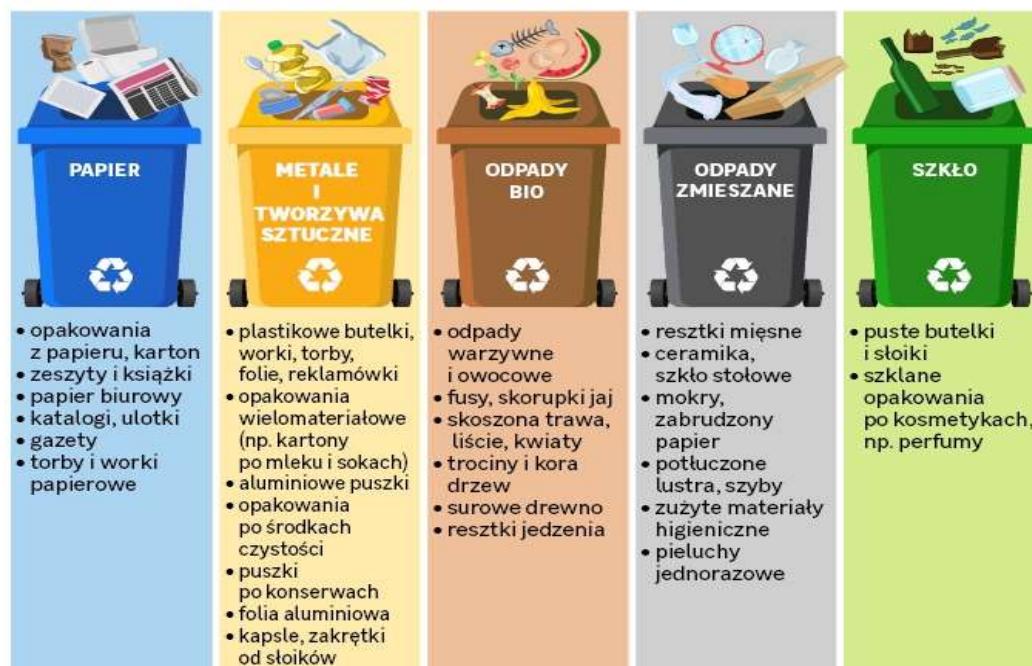 PAPIER
• opakowania
z papieru, karton
• zeszyty i książki
• papier biurowy
• katalogi, ulotki
• gazety
• torby i worki
papierowe
METALE
I
TWORZYWA
SZTUCZNE
• plastikowe butelki,
worki, torby,
folie, reklamówki
• opakowania
wielomateriałowe
(np. kartony
po mleku i sokach)
• aluminiowe puszki
• opakowania
po środkach
czystości
• puszki
po konserwach
• folia aluminiowa
• kapsle, zakrętki
od słoików
ODPADY
BIO
• odpady
warzywne
i owocowe
• fusy, skorupki jaj
• skoszona trawa,
liście, kwiaty
• trociny i kora
drzew
• surowe drewno
• resztki jedzenia
ODPADY
ZMIESZANE
• resztki mięsne
• ceramika,
szkło stołowe
• mokry,
zabrudzony
papier
• potłuczone
lustra, szyby
• zużyte materiały
higieniczne
• pieluchy
jednorazowe
SZKŁO
• puste butelki
i słoiki
• szklane
opakowania
po kosmetykach,
np. perfumy